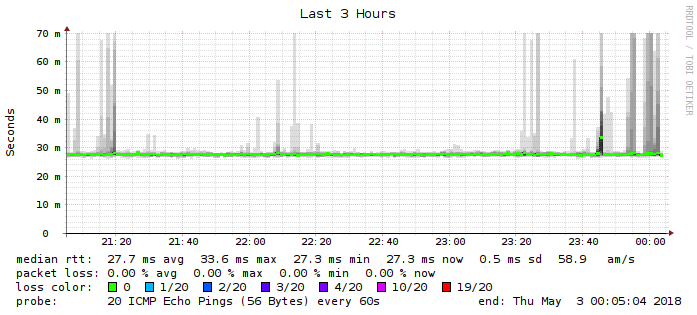 Last 3 Hours
RRDTOOL / TOBI OETIKER
Seconds
70 m
60 m
50 m
40 m
30 m
20 m
10 m
0
21:20 21:40 22:00 22:20 22:40 23:00 23:20 23:40 00:00
median rtt: 27.7 ms avg 33.6 ms max 27.3 ms min 27.3 ms now 0.5 ms sd 58.9 am/s
packet loss: 0.00 % avg 0.00 % max 0.00 % min 0.00 % now
loss color: 0 1/20 2/20 3/20 4/20 10/20 19/20
probe: 20 ICMP Echo Pings (56 Bytes) every 60s end: Thu May 3 00:05:04 2018